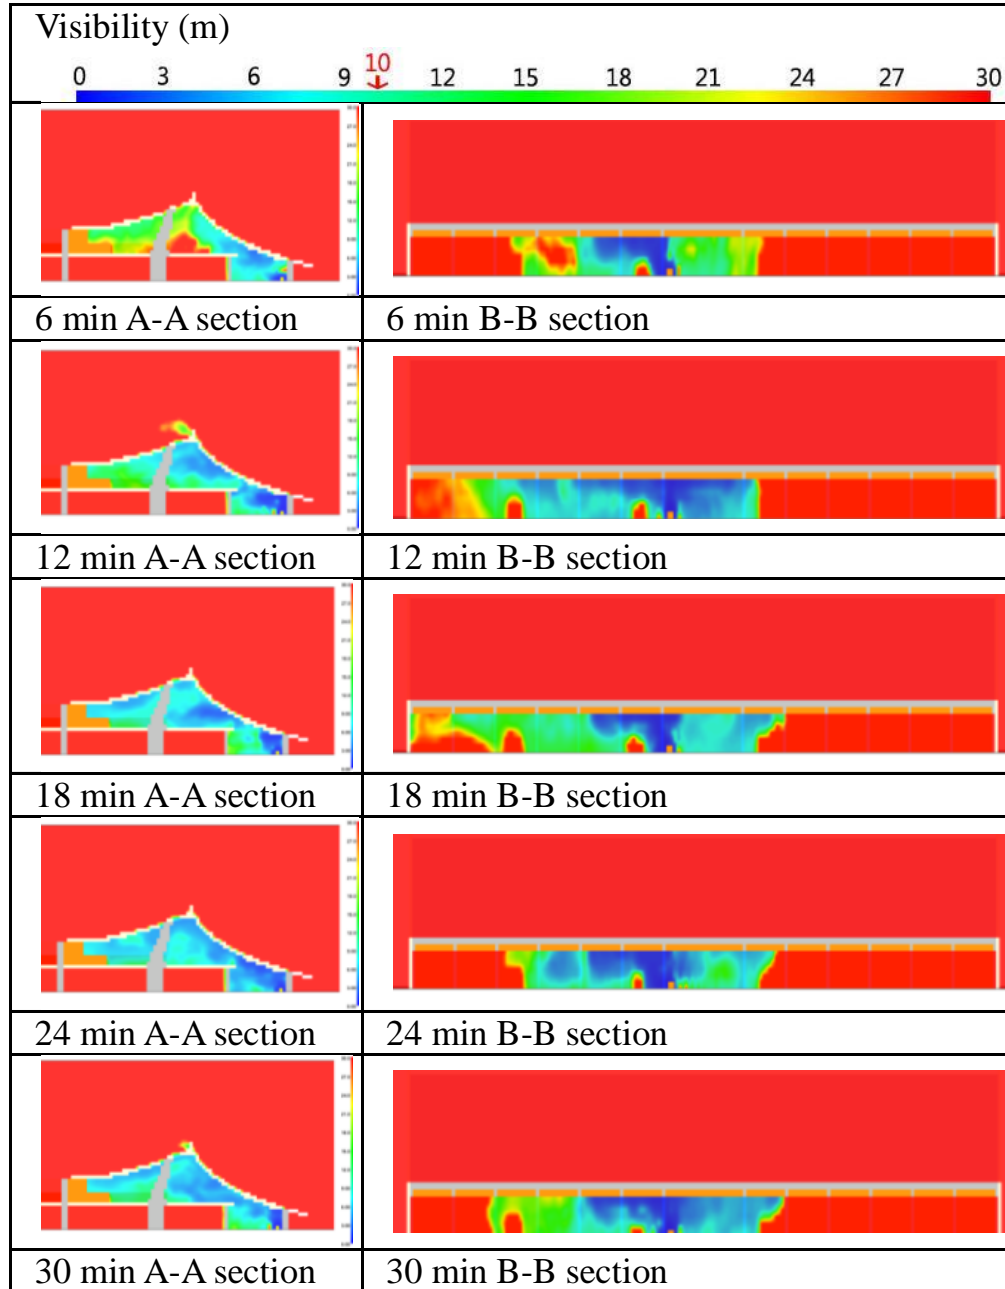 Visibility (m)
0 3 6 9 10 12 15 18 21 24 27 30
6 min A-A section
6 min B-B section
12 min A-A section
12 min B-B section
18 min A-A section
18 min B-B section
24 min A-A section
24 min B-B section
30 min A-A section
30 min B-B section